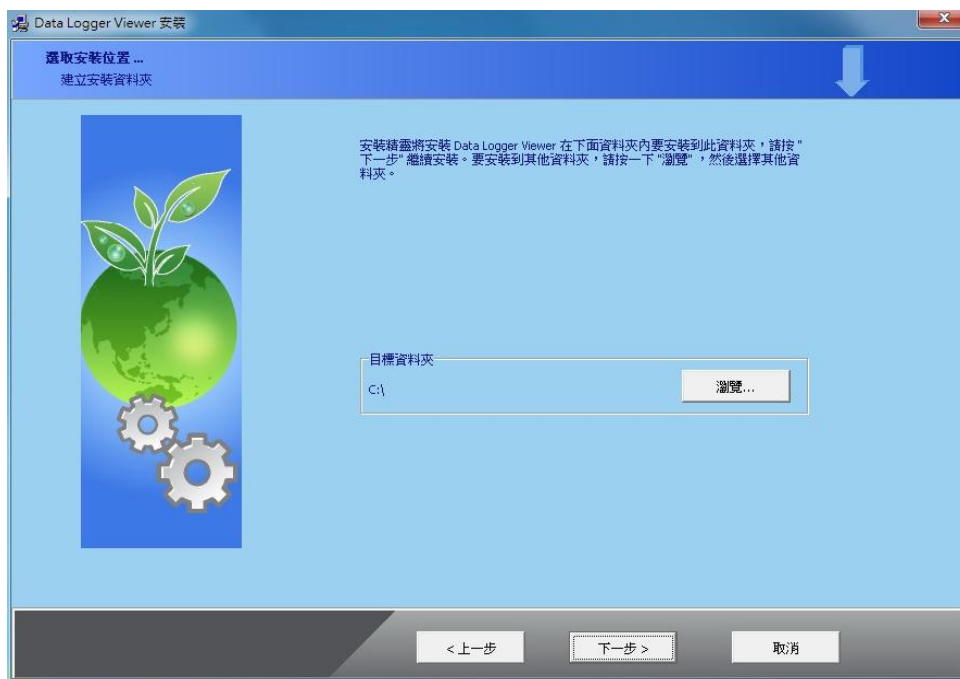 Data Logger Viewer 安裝
選取安裝位置 ...
建立安裝資料夾
安裝精靈將安裝 Data Logger Viewer 在下面資料夾內要安裝到此資料夾，請按 "
下一步" 繼續安裝。要安裝到其他資料夾，請按一下 "瀏覽" ，然後選擇其他資
料夾。
目標資料夾
C:\
瀏覽...
< 上一步
下一步 >
取消